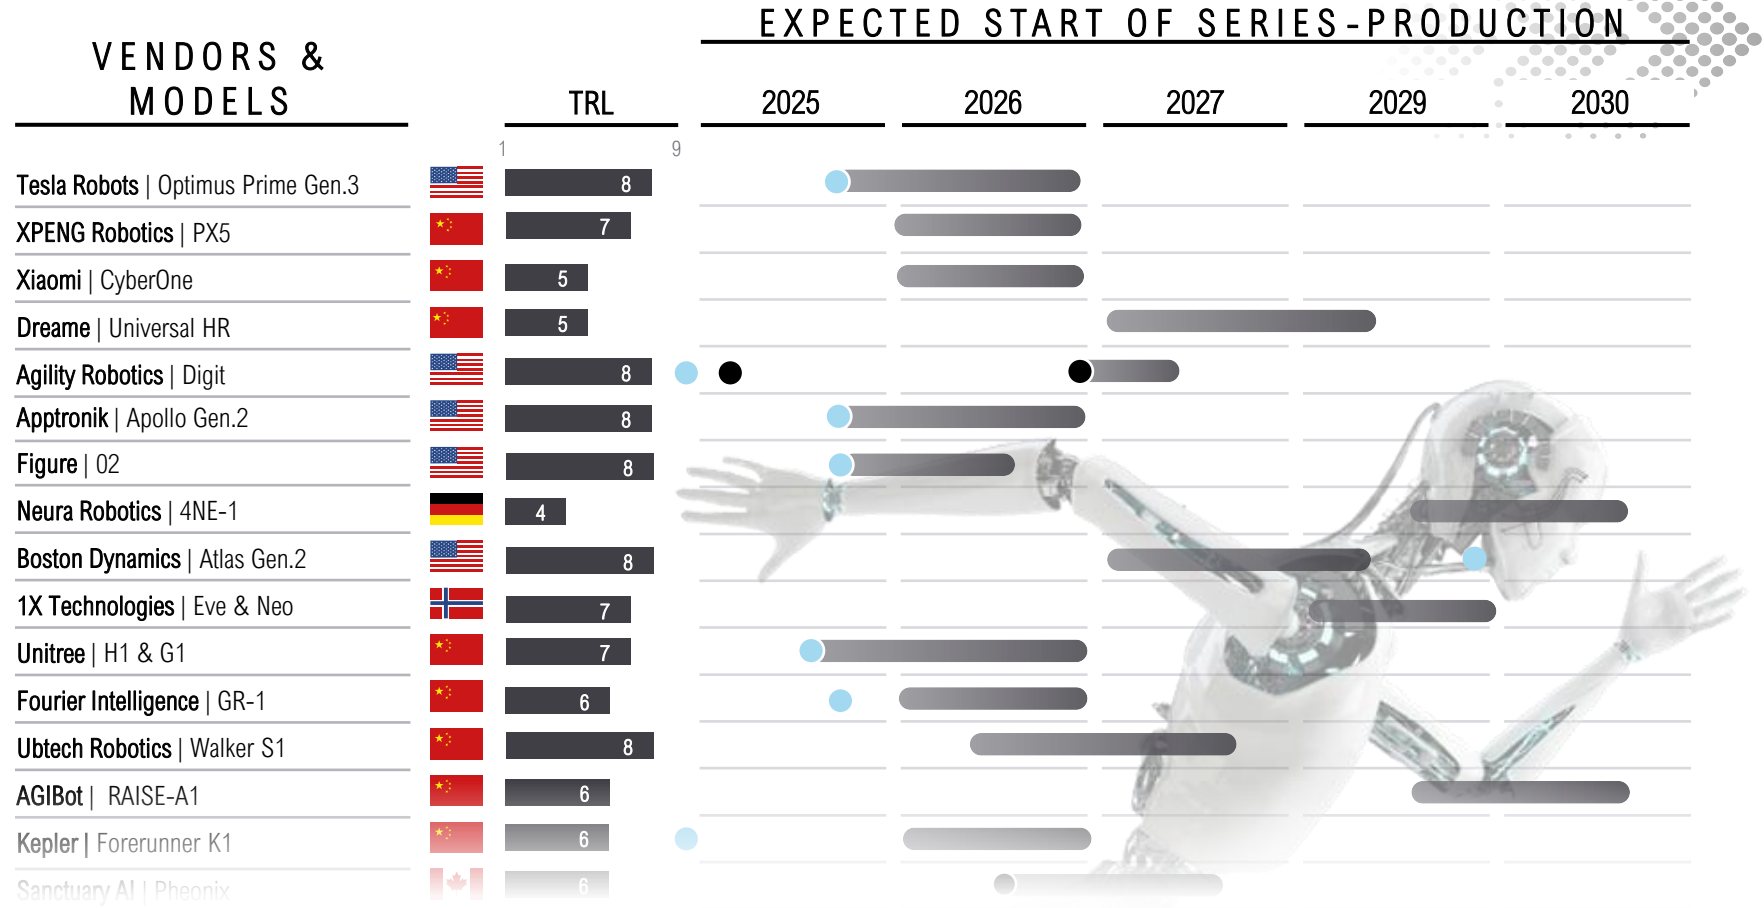 EXPECTED START OF SERIES-PRODUCTION
VENDORS &
MODELS
TRL
2025
2026
2027
2029
2030
1
9
Tesla Robots | Optimus Prime Gen.3
8
XPENG Robotics | PX5
7
Xiaomi | CyberOne
5
Dreame | Universal HR
5
Agility Robotics | Digit
8
Apptronik | Apollo Gen.2
8
Figure | 02
8
Neura Robotics | 4NE-1
4
Boston Dynamics | Atlas Gen.2
8
1X Technologies | Eve & Neo
7
Unitree | H1 & G1
7
Fourier Intelligence | GR-1
6
Ubtech Robotics | Walker S1
8
AGIBot | RAISE-A1
6
Kepler | Forerunner K1
6
Sanctuary AI | Pheonix
6